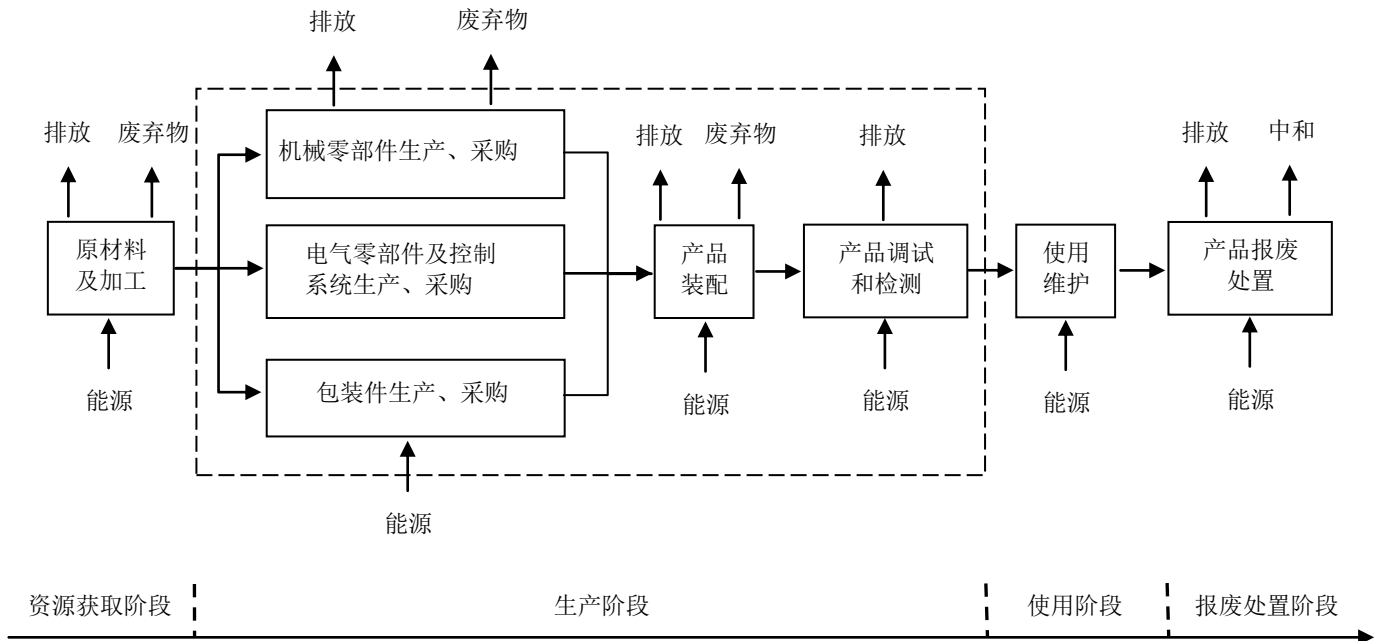 排放
废弃物
排放
废弃物
机械零部件生产、采购
排放
废弃物
排放
排放
中和
原材料
及加工
电气零部件及控制
系统生产、采购
产品
装配
产品调试
和检测
使用
维护
产品报废
处置
能源
包装件生产、采购
能源
能源
能源
能源
能源
资源获取阶段
生产阶段
使用阶段
报废处置阶段